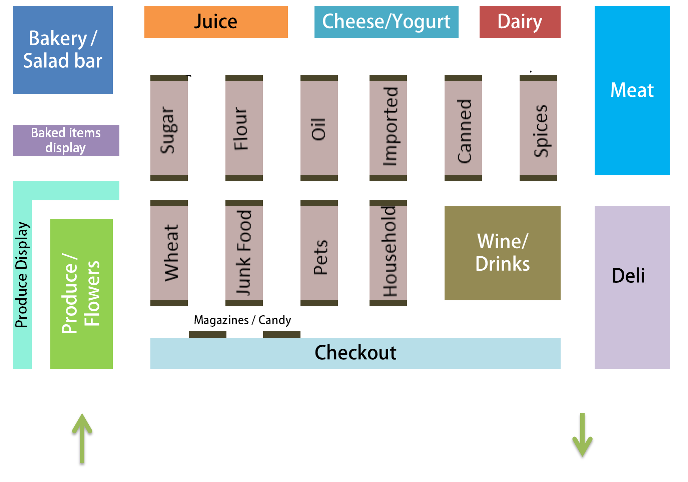 Bakery /
Salad bar
Juice
Cheese/Yogurt
Dairy
Meat
Baked items
display
Sugar
Flour
Oil
Imported
Canned
Spices
Produce Display
Produce /
Flowers
Wheat
Junk Food
Pets
Household
Wine/
Drinks
Deli
Magazines / Candy
Checkout